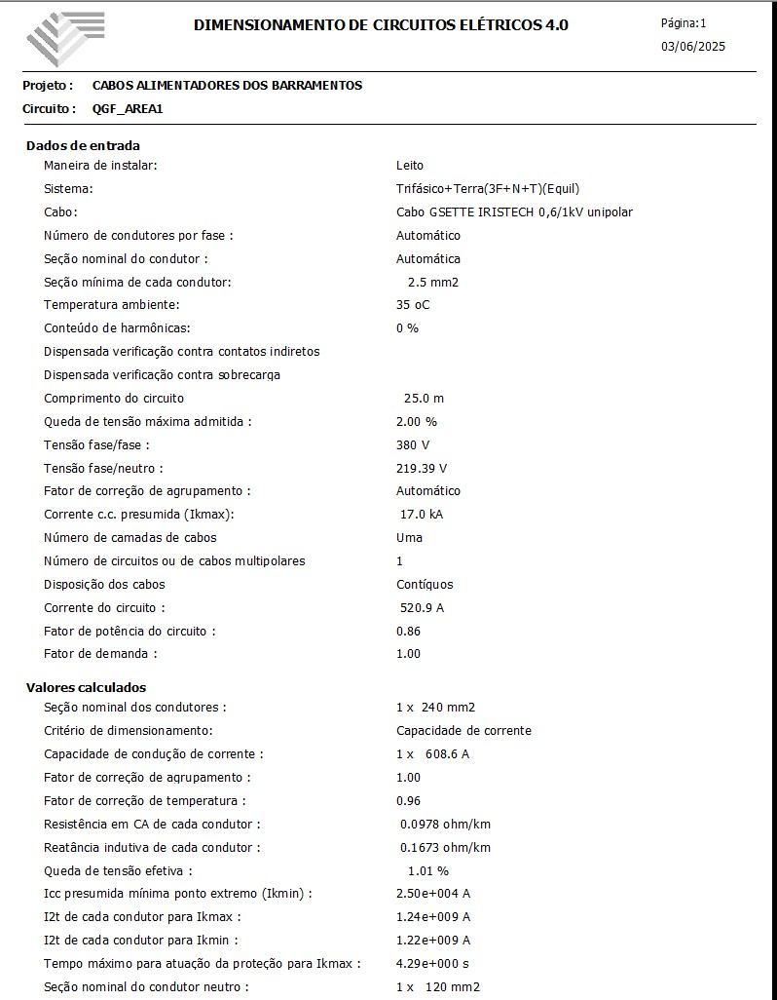 DIMENSIONAMENTO DE CIRCUITOS ELÉTRICOS 4.0
Página:1
03/06/2025
Projeto : CABOS ALIMENTADORES DOS BARRAMENTOS
Circuito : QGF_AREA1
Dados de entrada
Maneira de instalar: Leito
Sistema: Trifásico+Terra(3F+N+T)(Equil)
Cabo: Cabo GSETTE IRISTECH 0,6/1kV unipolar
Número de condutores por fase : Automático
Seção nominal do condutor : Automática
Seção mínima de cada condutor: 2.5 mm2
Temperatura ambiente: 35 oC
Conteúdo de harmônicas: 0 %
Dispensada verificação contra contatos indiretos
Dispensada verificação contra sobrecarga
Comprimento do circuito 25.0 m
Queda de tensão máxima admitida : 2.00 %
Tensão fase/fase : 380 V
Tensão fase/neutro : 219.39 V
Fator de correção de agrupamento : Automático
Corrente c.c. presumida (Ikmax): 17.0 kA
Número de camadas de cabos Uma
Número de circuitos ou de cabos multipolares 1
Disposição dos cabos Contíguos
Corrente do circuito : 520.9 A
Fator de potência do circuito : 0.86
Fator de demanda : 1.00
Valores calculados
Seção nominal dos condutores : 1 x 240 mm2
Critério de dimensionamento: Capacidade de corrente
Capacidade de condução de corrente : 1 x 608.6 A
Fator de correção de agrupamento : 1.00
Fator de correção de temperatura : 0.96
Resistência em CA de cada condutor : 0.0978 ohm/km
Reatância indutiva de cada condutor : 0.1673 ohm/km
Queda de tensão efetiva : 1.01 %
Icc presumida mínima ponto extremo (Ikmin) : 2.50e+004 A
I2t de cada condutor para Ikmax : 1.24e+009 A
I2t de cada condutor para Ikmin : 1.22e+009 A
Tempo máximo para atuação da proteção para Ikmax : 4.29e+000 s
Seção nominal do condutor neutro : 1 x 120 mm2